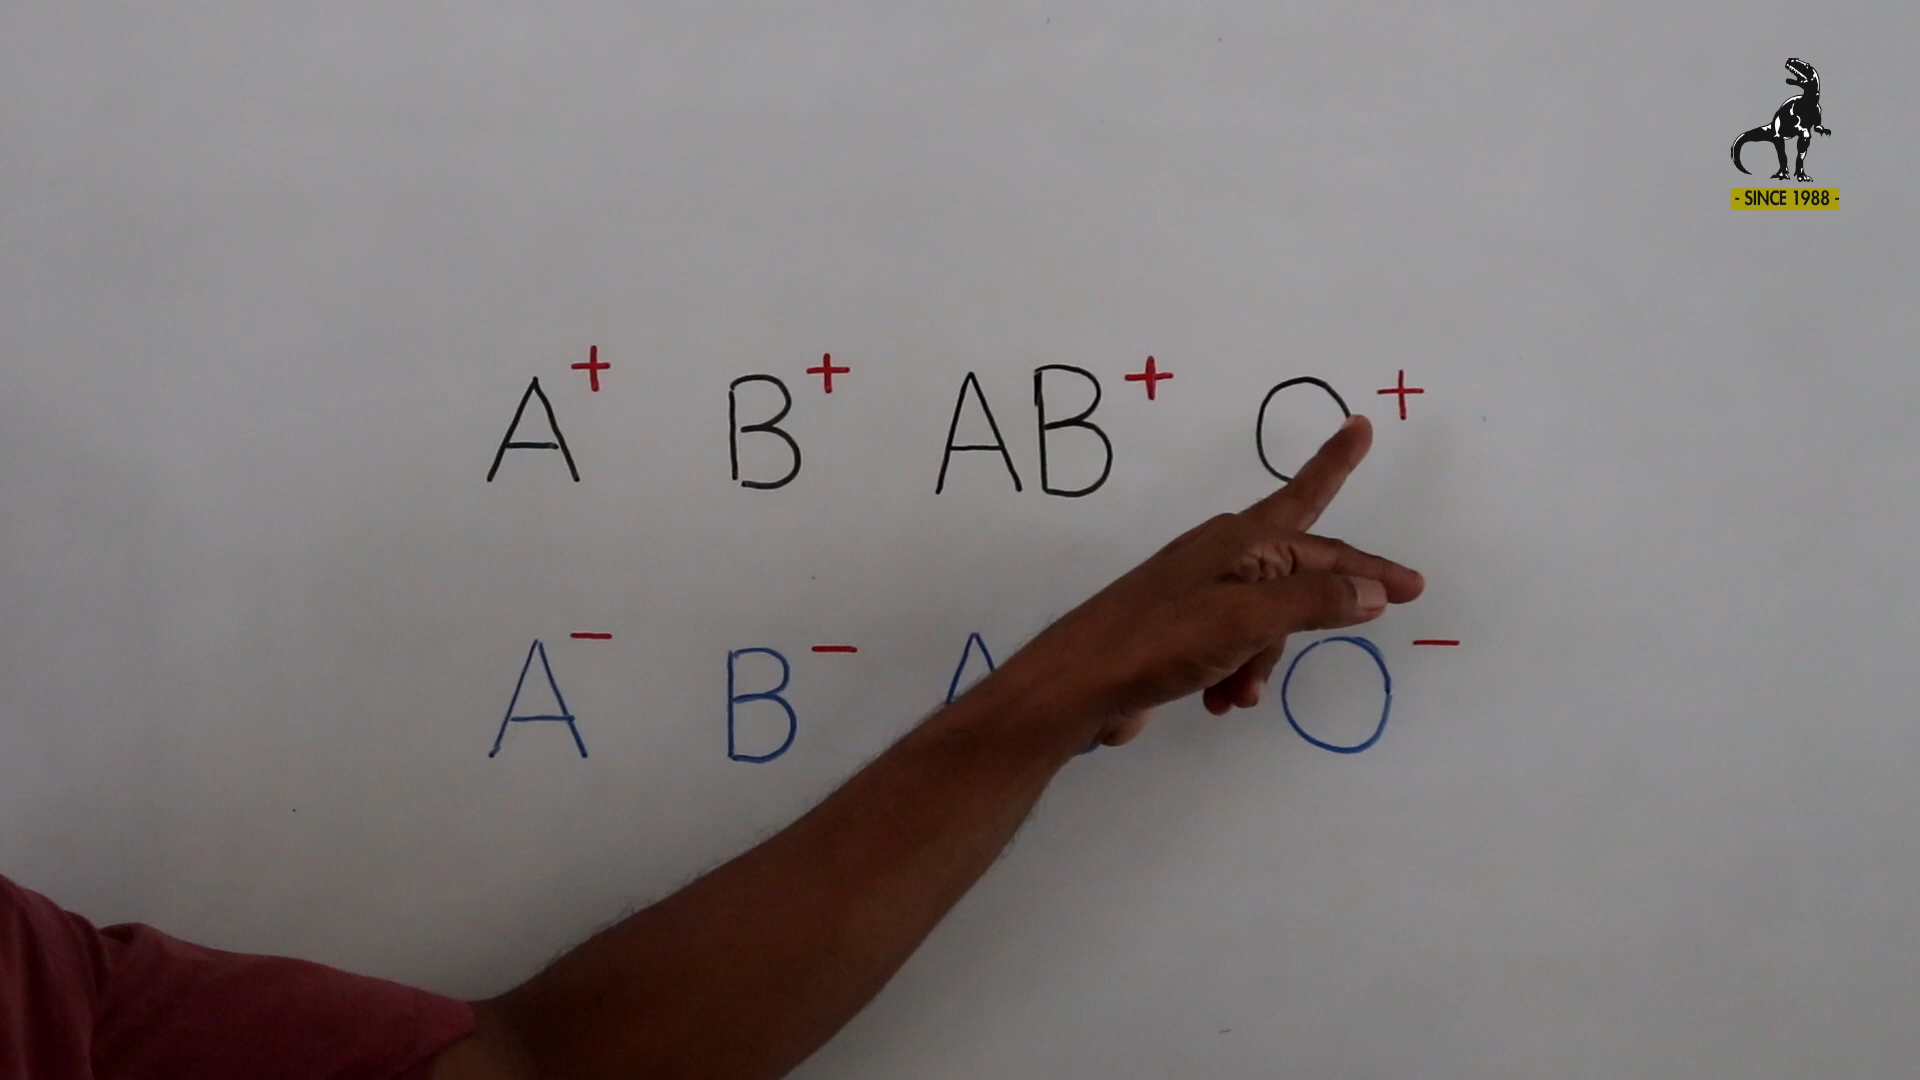 - SINCE 1988 -
A+ B+ AB+ O+
A− B− O−